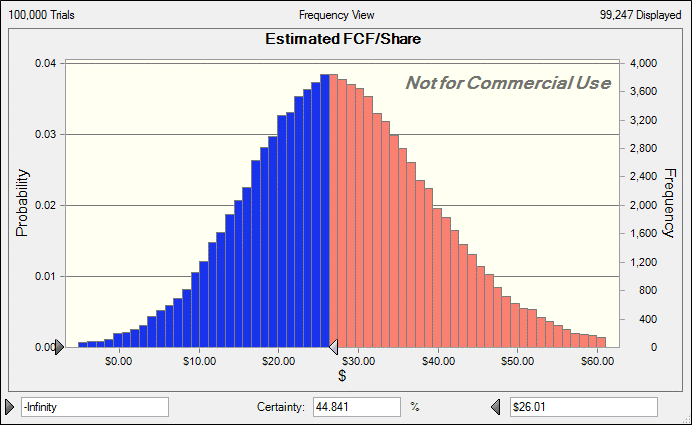 100,000 Trials Frequency View 99,247 Displayed
Estimated FCF/Share
Not for Commercial Use
0.04 4,000
3,600
0.03 3,200
2,800
2,400
0.02 2,000
1,600
0.01 1,200
800
400
0.00 0
Probability
Frequency
$0.00 $10.00 $20.00 $30.00 $40.00 $50.00 $60.00
$
-Infinity Certainty: 44.841 % $26.01